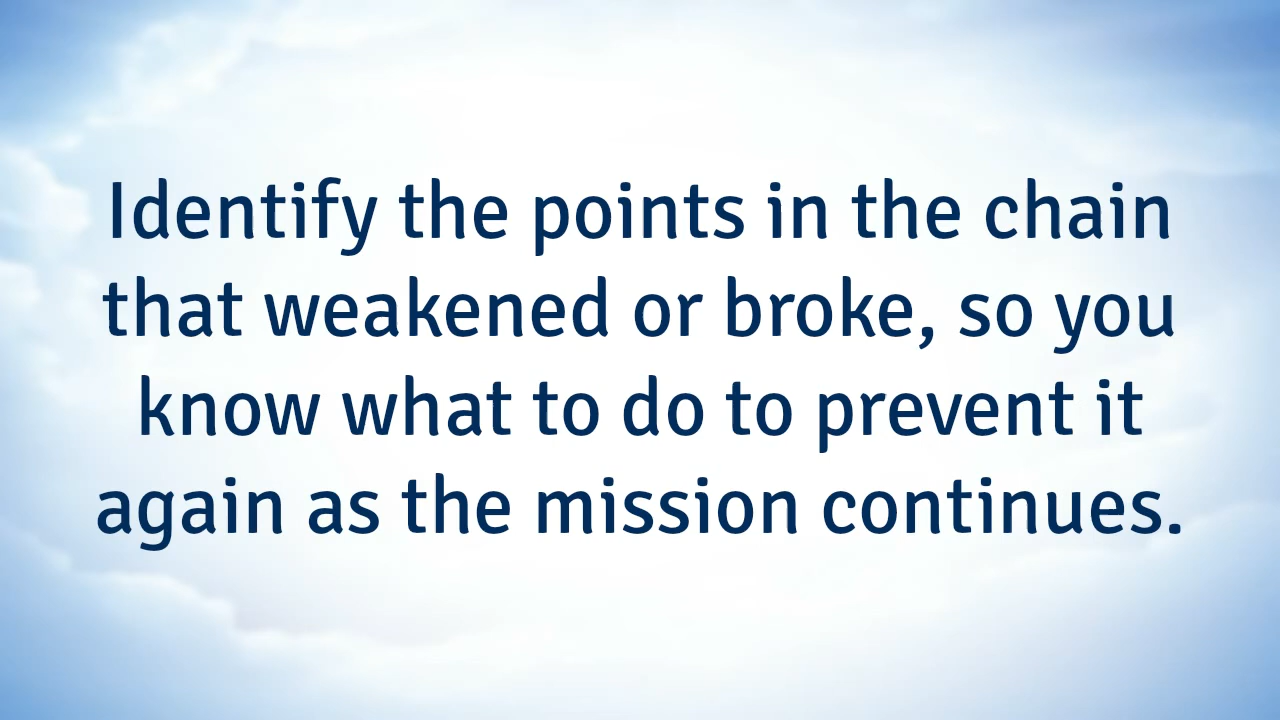 Identify the points in the chain
that weakened or broke, so you
know what to do to prevent it
again as the mission continues.